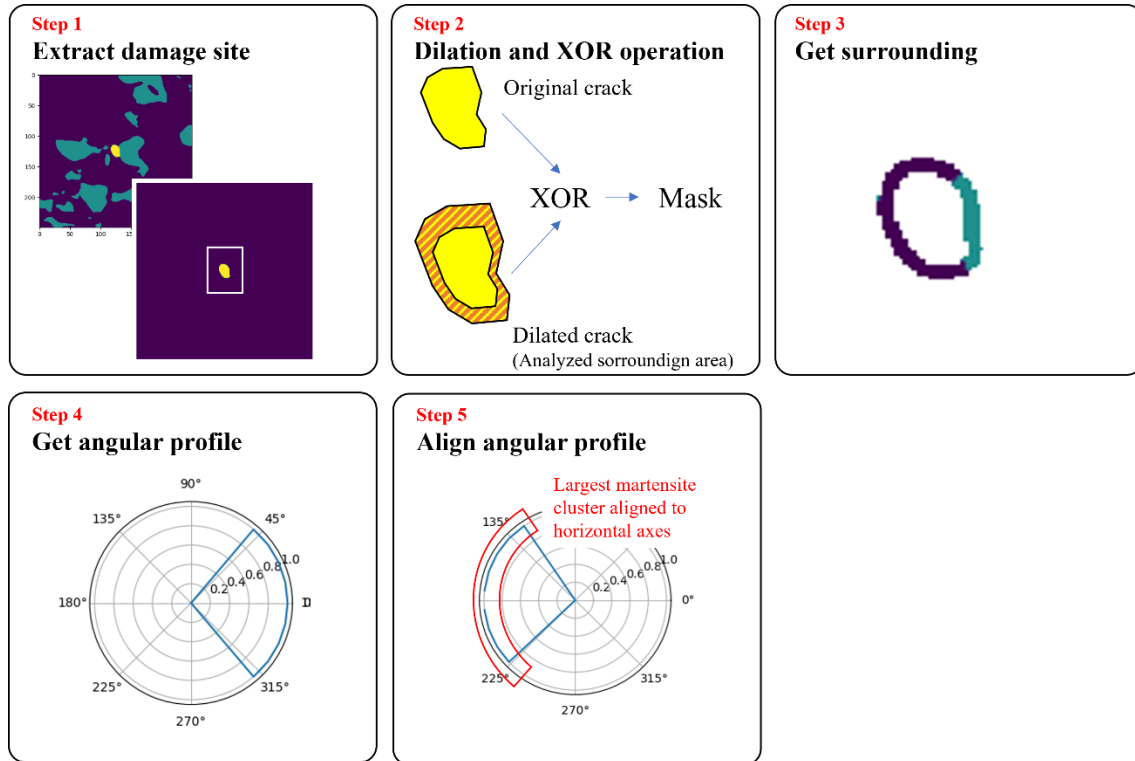 Step 1
Extract damage site
0
50
100
150
200
0
50
100
15
Step 2
Dilation and XOR operation
Original crack
XOR
Mask
Dilated crack
(Analyzed sorroundign area)
Step 3
Get surrounding
Step 4
Get angular profile
90°
135°
45°
1.0
0.8
0.6
0.4
0.2
180°
225°
315°
270°
Step 5
Align angular profile
Largest martensite
cluster aligned to
horizontal axes
135°
1.0
0.8
0.6
0.4
0.2
0°
225°
315°
270°